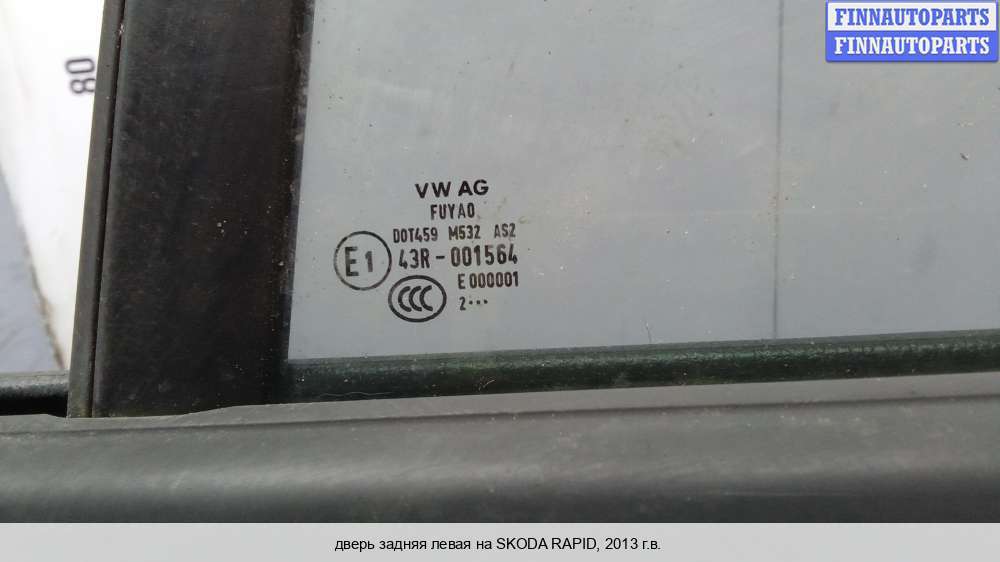 FINNAUTOPARTS
FINNAUTOPARTS
80
VW AG
FUYAO
DOT459 M532 AS2
E1 43R-001564
CCC E000001
2•••
дверь задняя левая на SKODA RAPID, 2013 г.в.